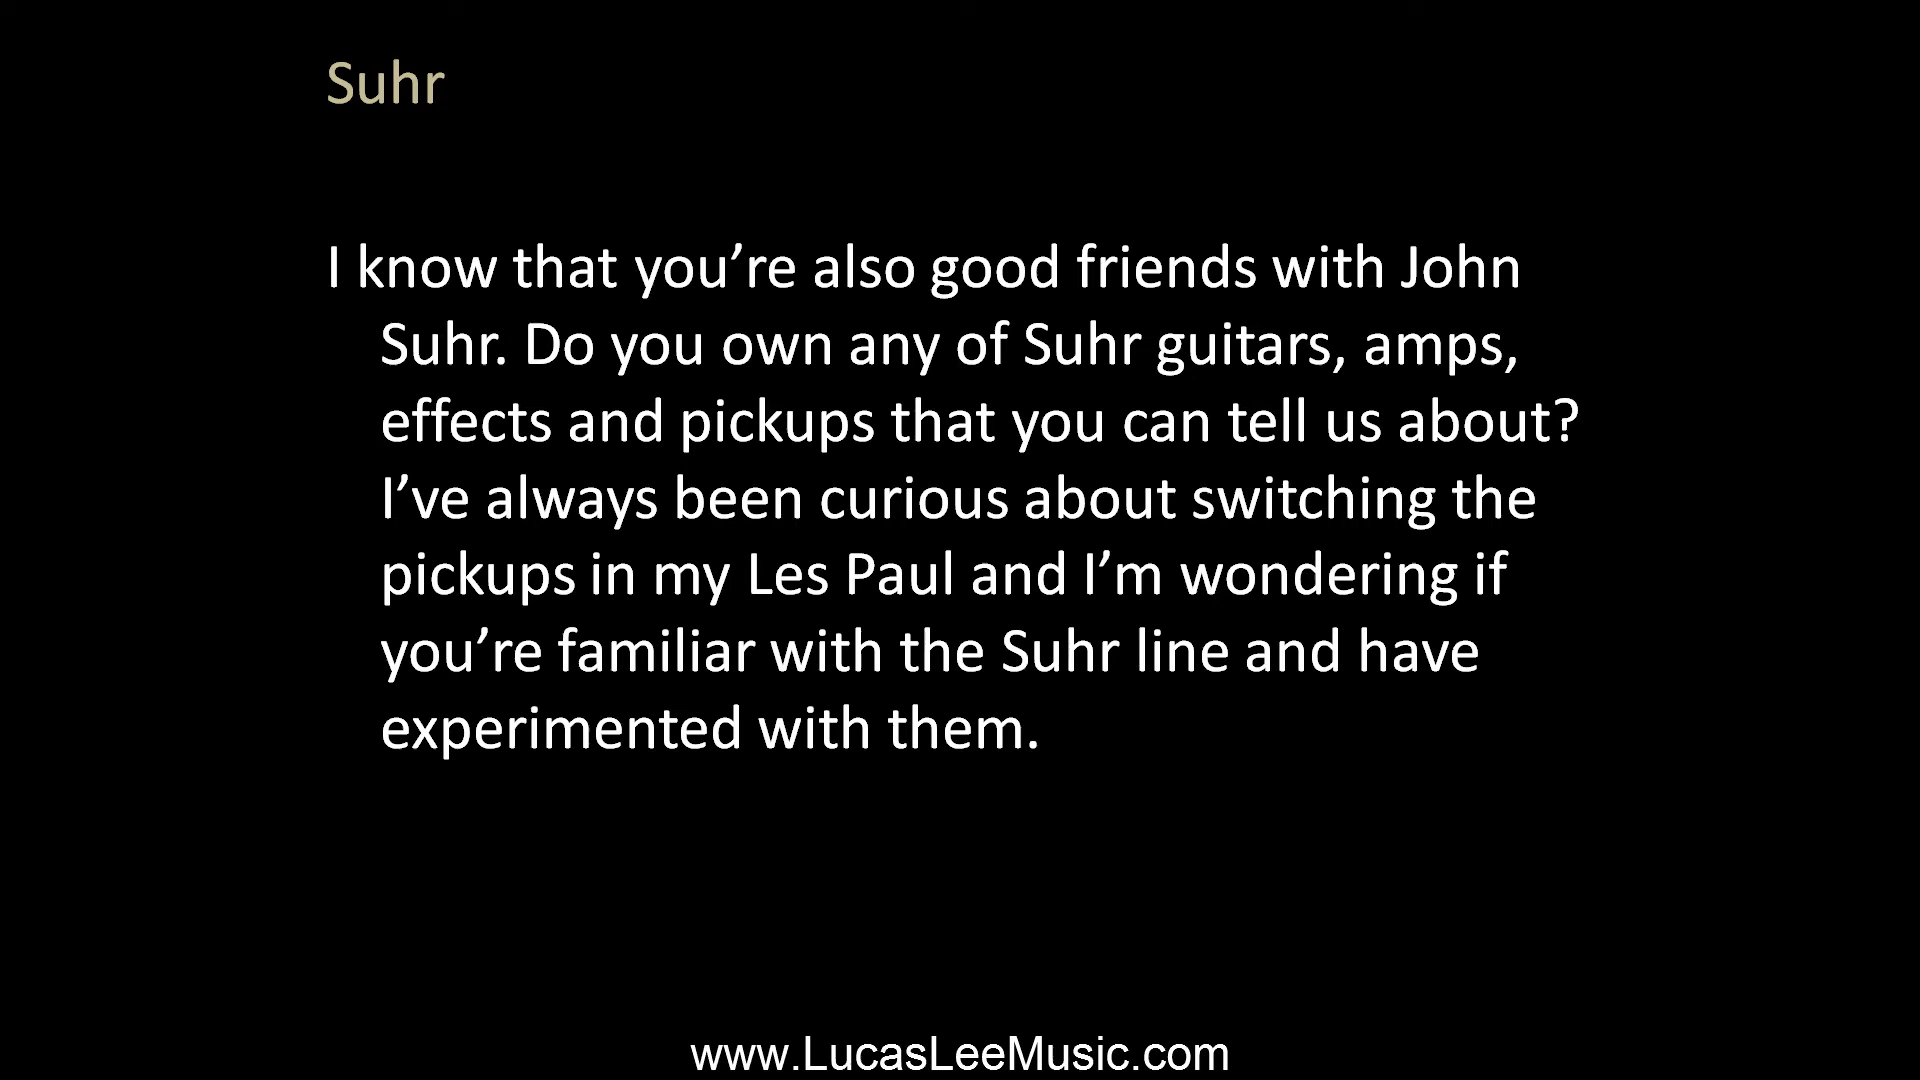 Suhr
I know that you’re also good friends with John
Suhr. Do you own any of Suhr guitars, amps,
effects and pickups that you can tell us about?
I’ve always been curious about switching the
pickups in my Les Paul and I’m wondering if
you’re familiar with the Suhr line and have
experimented with them.
www.LucasLeeMusic.com